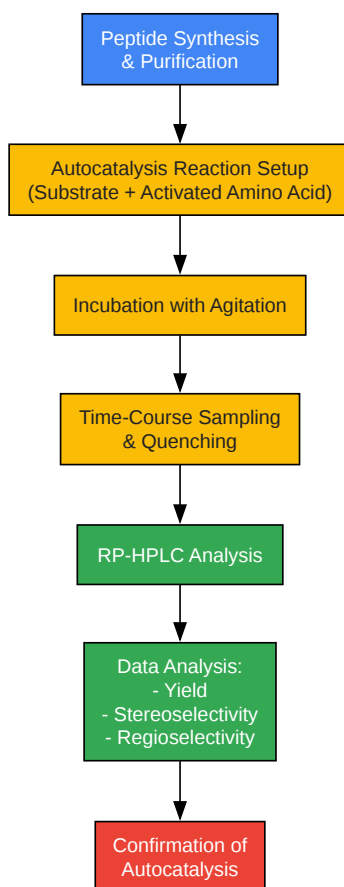 Peptide Synthesis
& Purification
Autocatalysis Reaction Setup
(Substrate + Activated Amino Acid)
Incubation with Agitation
Time-Course Sampling
& Quenching
RP-HPLC Analysis
Data Analysis:
- Yield
- Stereoselectivity
- Regioselectivity
Confirmation of
Autocatalysis